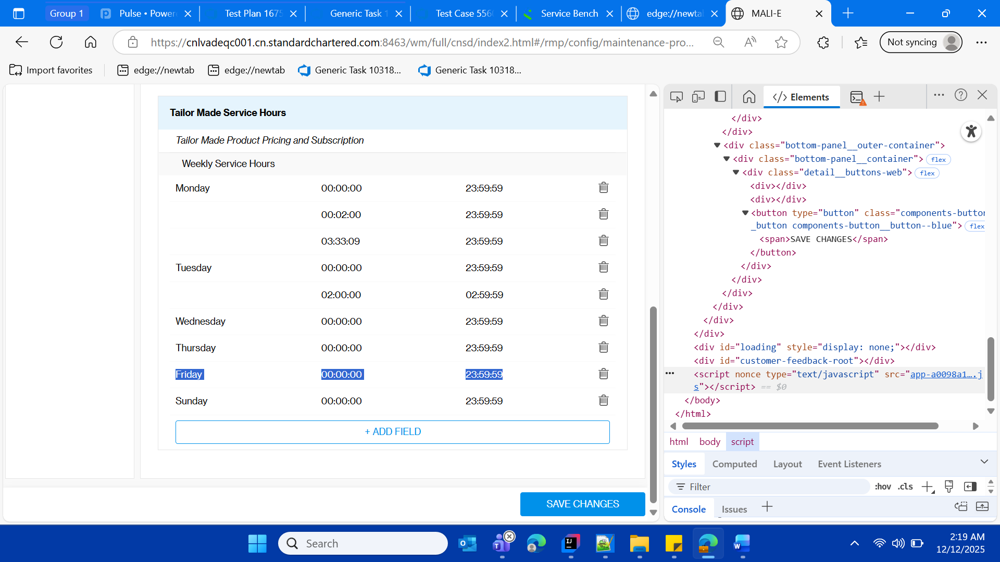 Group 1
Pulse • Power
Test Plan 1675
Generic Task 1
Test Case 5560
Service Bench
edge://newtab
MALI-E
https://cnlvadeqc001.cn.standardchartered.com:8463/wm/full/cnsd/index2.html#/rmp/config/maintenance-pro...
Not syncing
Import favorites
edge://newtab
edge://newtab
Generic Task 10318...
Generic Task 10318...
Tailor Made Service Hours
Tailor Made Product Pricing and Subscription
Weekly Service Hours
Monday 00:00:00 23:59:59
00:02:00 23:59:59
03:33:09 23:59:59
Tuesday 00:00:00 23:59:59
02:00:00 02:59:59
Wednesday 00:00:00 23:59:59
Thursday 00:00:00 23:59:59
Friday 00:00:00 23:59:59
Sunday 00:00:00 23:59:59
+ ADD FIELD
SAVE CHANGES
</> Elements
</div>
</div>
<div class="bottom-panel__outer-container">
<div class="bottom-panel__container"> flex
<div class="detail__buttons-web"> flex
<div></div>
<div></div>
<button type="button" class="components-button
_button components-button__button--blue"> flex
<span>SAVE CHANGES</span>
</button>
</div>
</div>
</div>
</div>
</div>
</div>
<div id="loading" style="display: none;"></div>
<div id="customer-feedback-root"></div>
<script nonce type="text/javascript" src="app-a0098a1….j
s"></script> == $0
</body>
</html>
html body script
Styles Computed Layout Event Listeners
Filter :hov .cls
Console Issues
Search
2:19 AM
12/12/2025